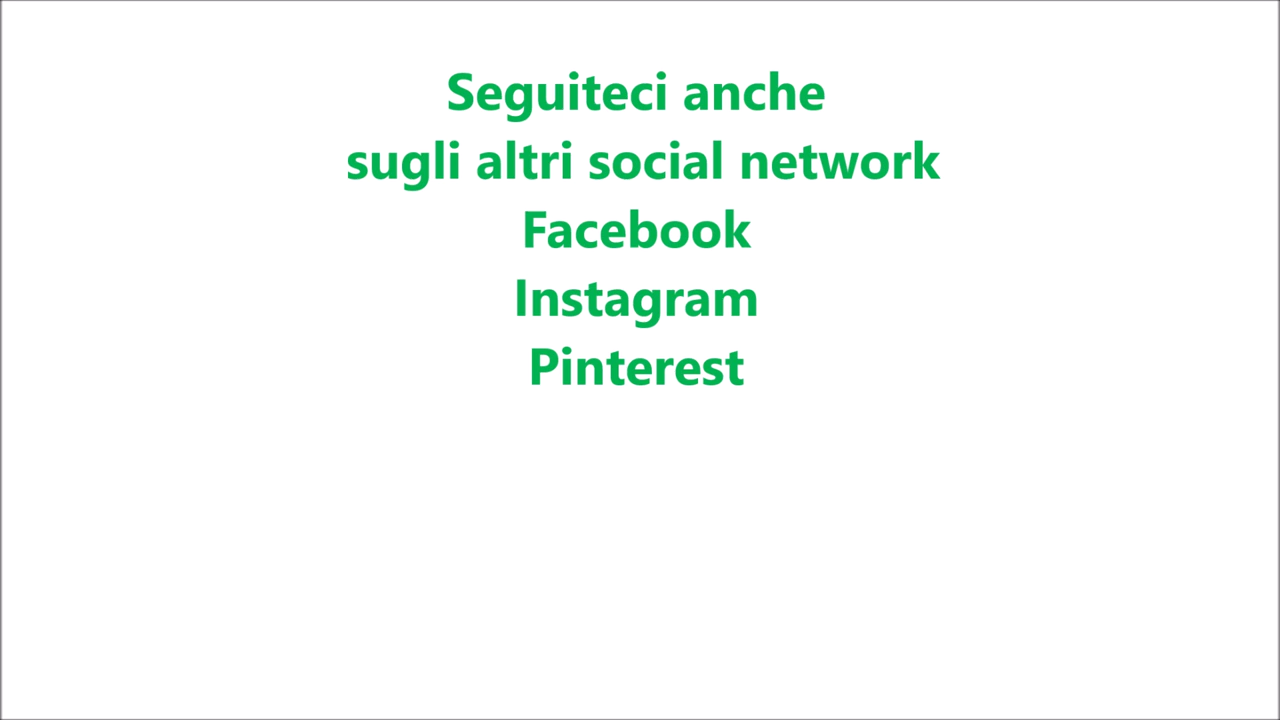 Seguiteci anche
sugli altri social network
Facebook
Instagram
Pinterest